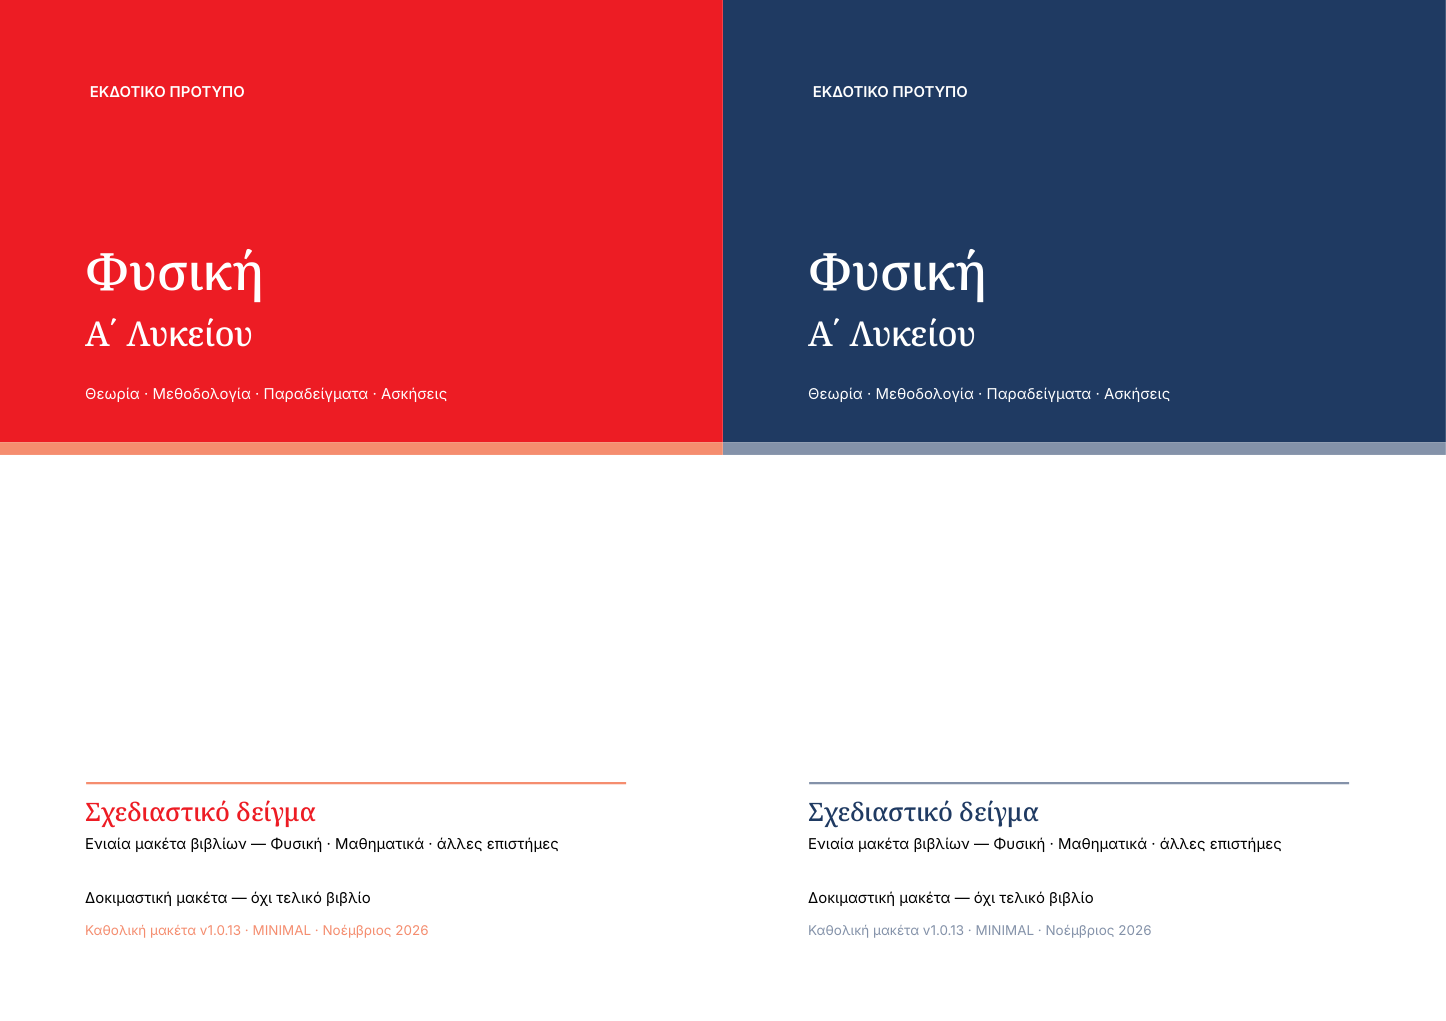 ΕΚΔΟΤΙΚΟ ΠΡΟΤΥΠΟ
Φυσική
Α΄ Λυκείου
Θεωρία · Μεθοδολογία · Παραδείγματα · Ασκήσεις
Σχεδιαστικό δείγμα
Ενιαία μακέτα βιβλίων — Φυσική · Μαθηματικά · άλλες επιστήμες
Δοκιμαστική μακέτα — όχι τελικό βιβλίο
Καθολική μακέτα v1.0.13 · MINIMAL · Νοέμβριος 2026
ΕΚΔΟΤΙΚΟ ΠΡΟΤΥΠΟ
Φυσική
Α΄ Λυκείου
Θεωρία · Μεθοδολογία · Παραδείγματα · Ασκήσεις
Σχεδιαστικό δείγμα
Ενιαία μακέτα βιβλίων — Φυσική · Μαθηματικά · άλλες επιστήμες
Δοκιμαστική μακέτα — όχι τελικό βιβλίο
Καθολική μακέτα v1.0.13 · MINIMAL · Νοέμβριος 2026